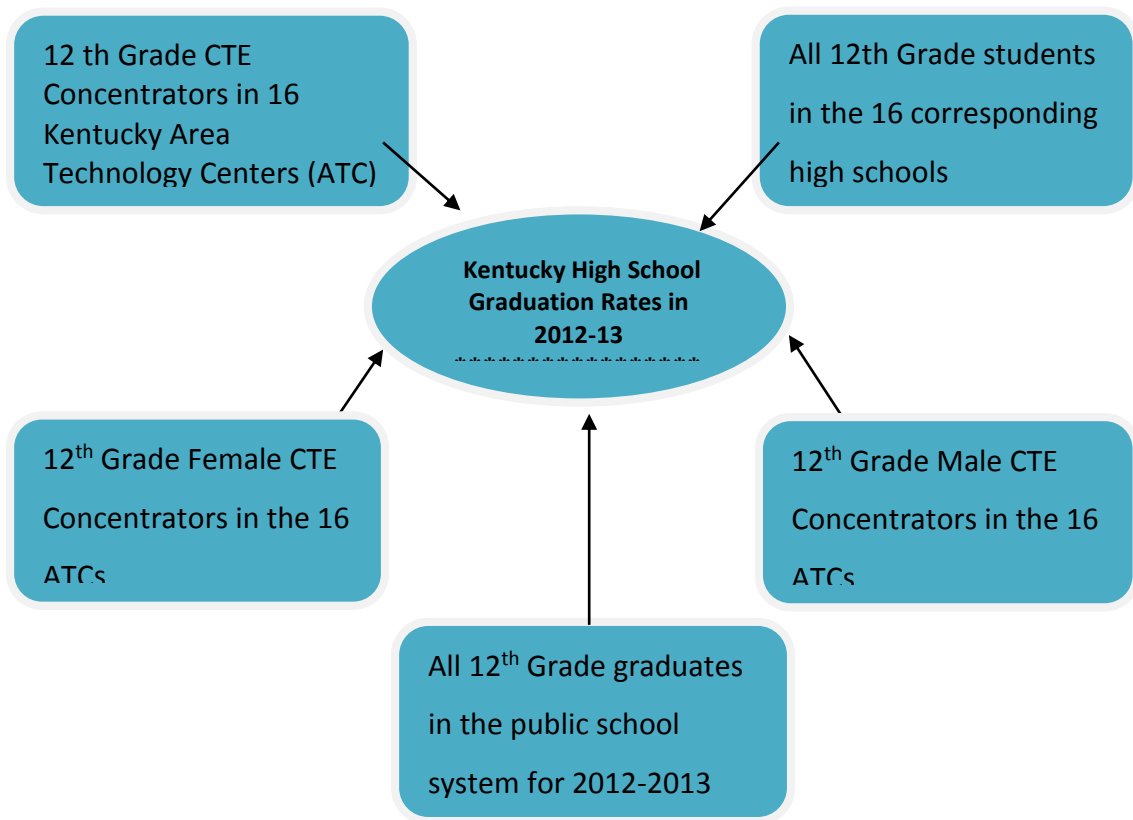 12 th Grade CTE
Concentrators in 16
Kentucky Area
Technology Centers (ATC)
All 12th Grade students
in the 16 corresponding
high schools
Kentucky High School
Graduation Rates in
2012-13
******************
12th Grade Female CTE
Concentrators in the 16
ATCs
12th Grade Male CTE
Concentrators in the 16
ATCs
All 12th Grade graduates
in the public school
system for 2012-2013